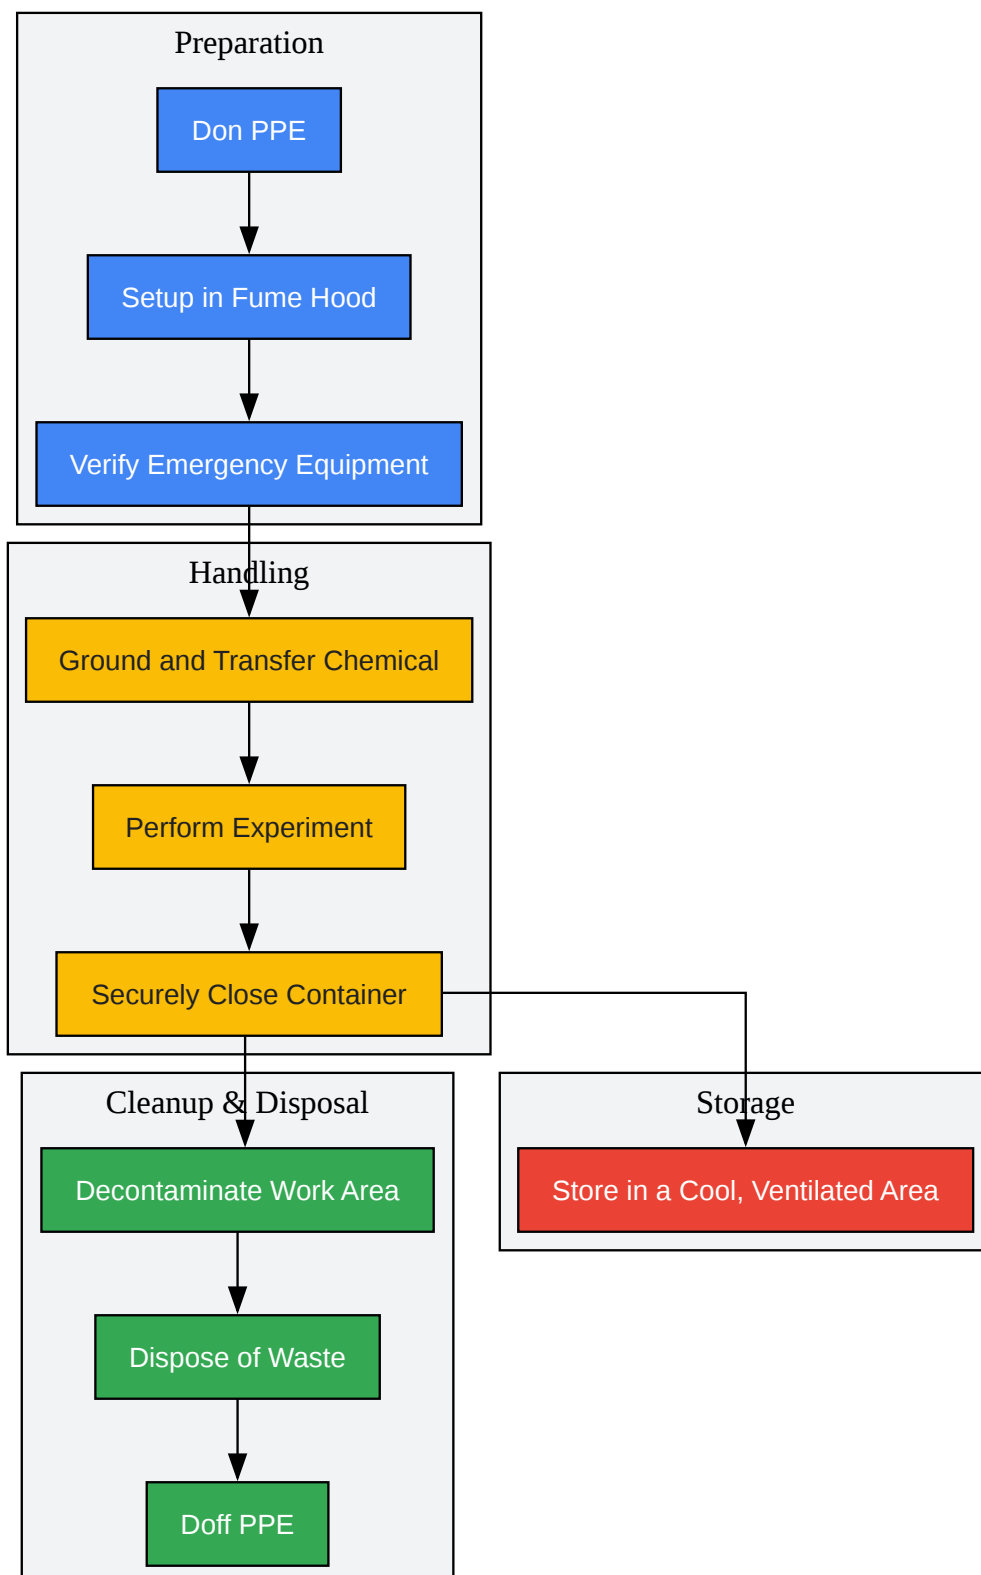 Preparation
Don PPE
Setup in Fume Hood
Verify Emergency Equipment
Handling
Ground and Transfer Chemical
Perform Experiment
Securely Close Container
Cleanup & Disposal
Decontaminate Work Area
Dispose of Waste
Doff PPE
Storage
Store in a Cool, Ventilated Area